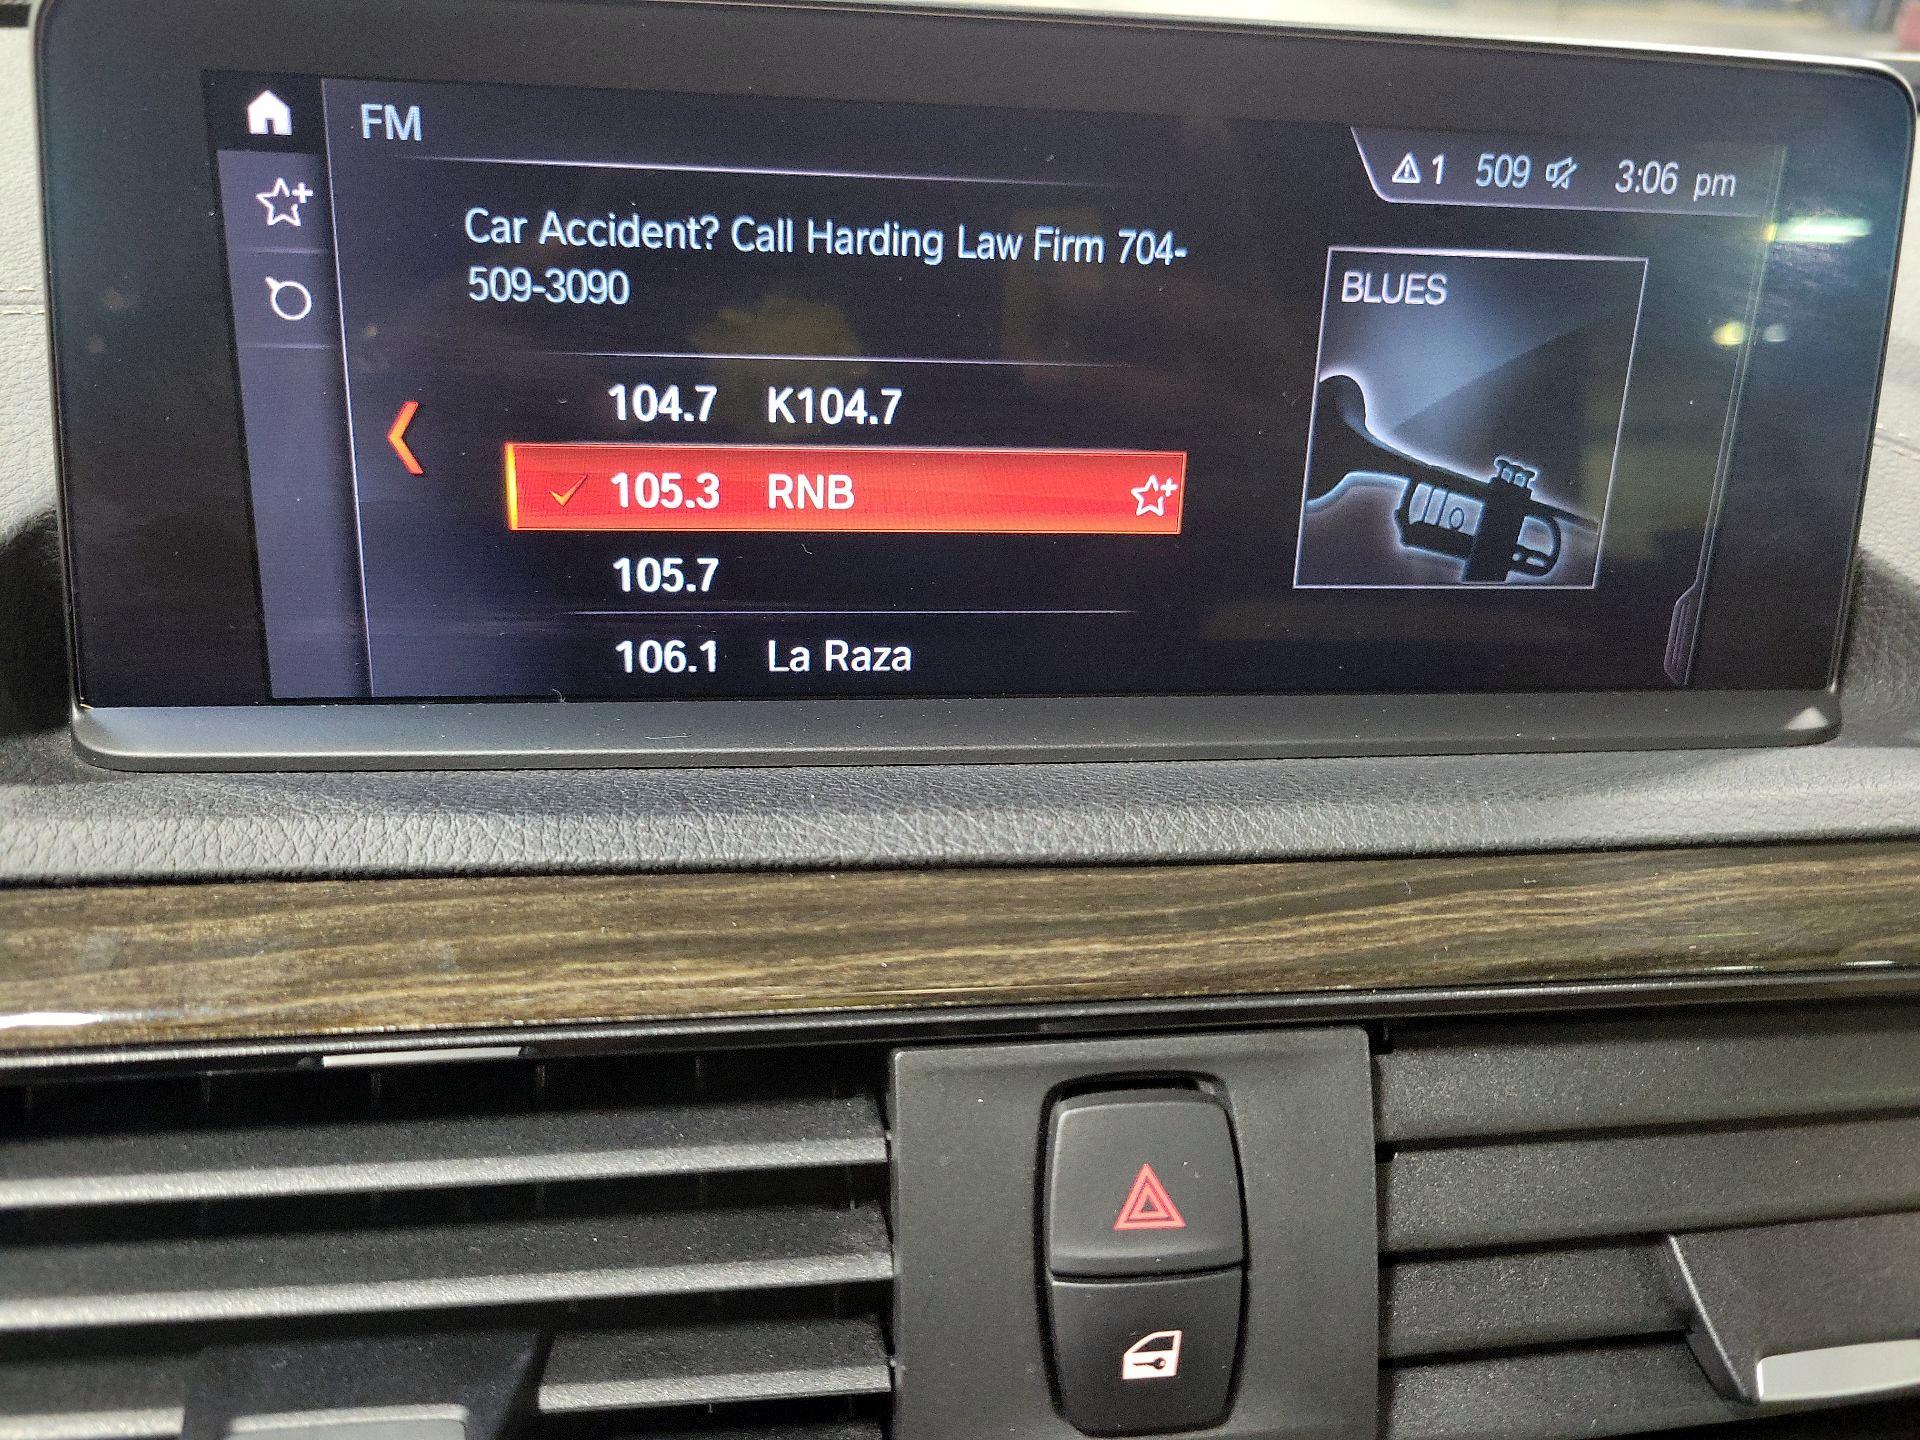 FM
1 509 3:06 pm
Car Accident? Call Harding Law Firm 704-
509-3090
BLUES
104.7 K104.7
105.3 RNB
105.7
106.1 La Raza